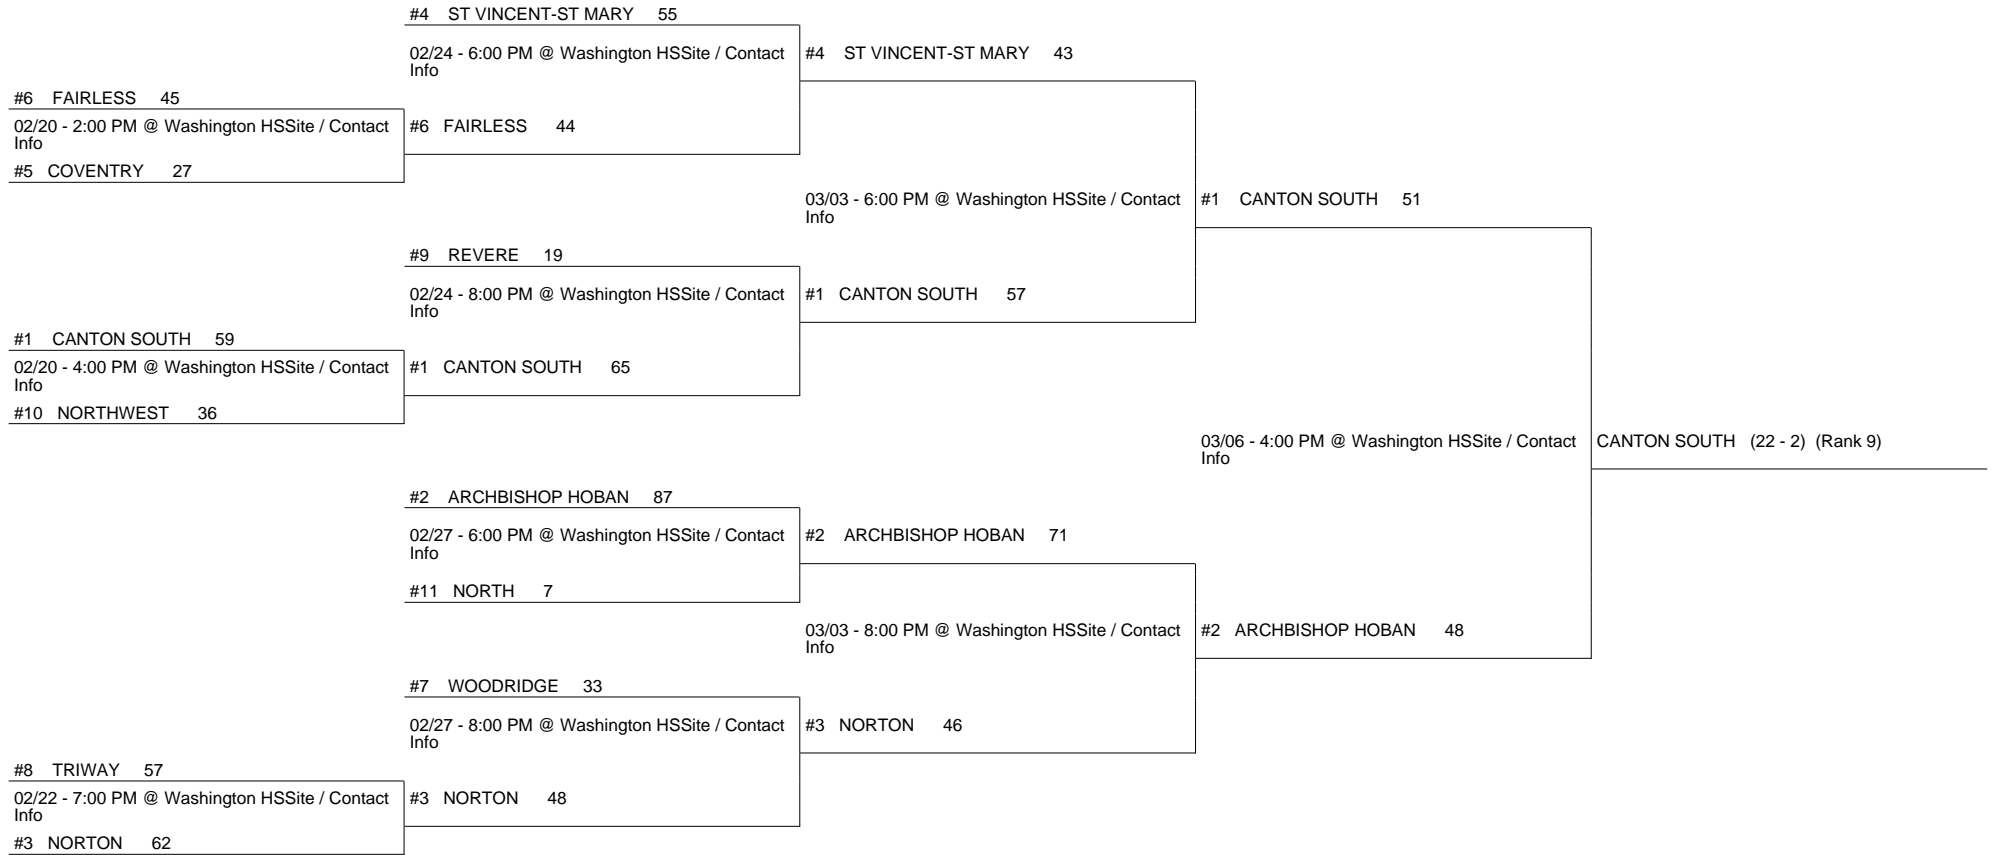 #4 ST VINCENT-ST MARY 55
02/24 - 6:00 PM @ Washington HSSite / Contact
Info
#4 ST VINCENT-ST MARY 43
#6 FAIRLESS 45
02/20 - 2:00 PM @ Washington HSSite / Contact
Info
#6 FAIRLESS 44
#5 COVENTRY 27
03/03 - 6:00 PM @ Washington HSSite / Contact
Info
#1 CANTON SOUTH 51
#9 REVERE 19
02/24 - 8:00 PM @ Washington HSSite / Contact
Info
#1 CANTON SOUTH 57
#1 CANTON SOUTH 59
02/20 - 4:00 PM @ Washington HSSite / Contact
Info
#1 CANTON SOUTH 65
#10 NORTHWEST 36
03/06 - 4:00 PM @ Washington HSSite / Contact
Info
CANTON SOUTH (22 - 2) (Rank 9)
#2 ARCHBISHOP HOBAN 87
02/27 - 6:00 PM @ Washington HSSite / Contact
Info
#2 ARCHBISHOP HOBAN 71
#11 NORTH 7
03/03 - 8:00 PM @ Washington HSSite / Contact
Info
#2 ARCHBISHOP HOBAN 48
#7 WOODRIDGE 33
02/27 - 8:00 PM @ Washington HSSite / Contact
Info
#3 NORTON 46
#8 TRIWAY 57
02/22 - 7:00 PM @ Washington HSSite / Contact
Info
#3 NORTON 48
#3 NORTON 62